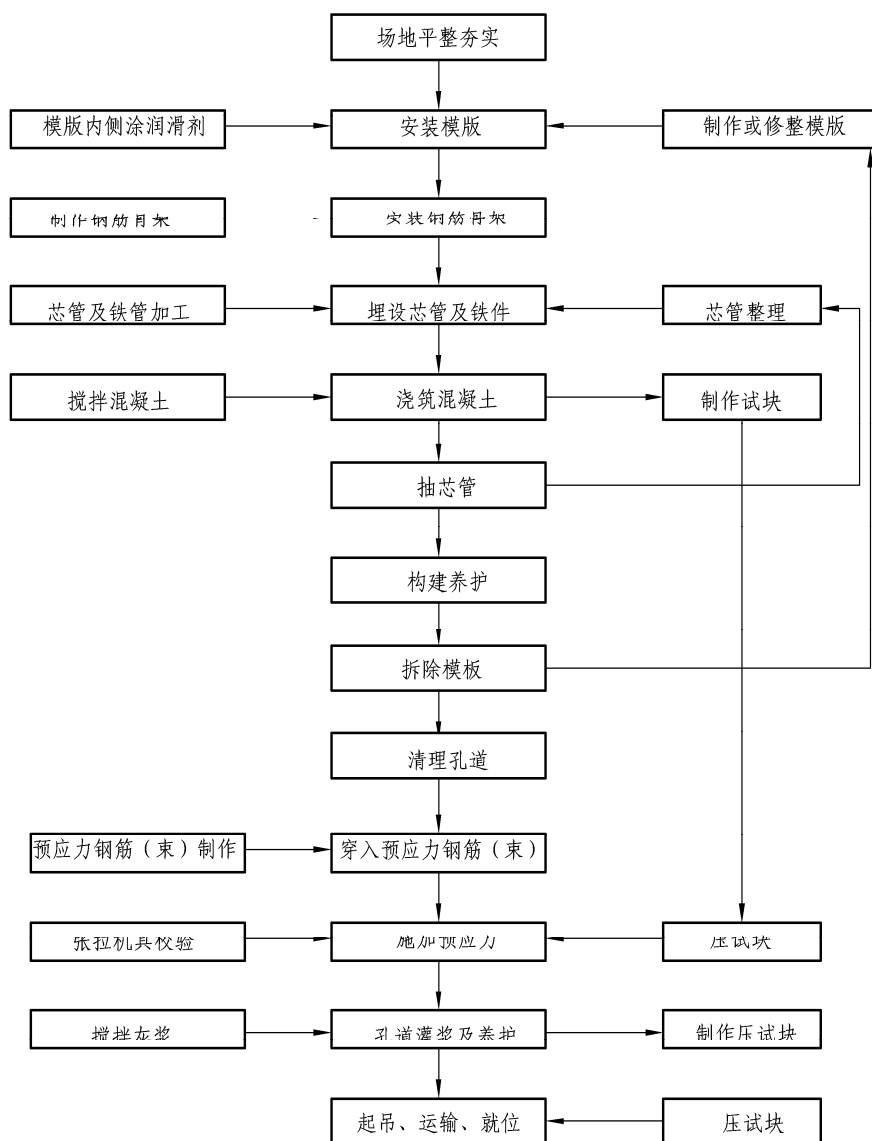 场地平整夯实
模版内侧涂润滑剂
安装模版
制作或修整模版
制作钢筋骨架
安装钢筋骨架
芯管及铁管加工
埋设芯管及铁件
芯管整理
搅拌混凝土
浇筑混凝土
制作试块
抽芯管
构建养护
拆除模板
清理孔道
预应力钢筋（束）制作
穿入预应力钢筋（束）
张拉机具校验
施加预应力
压试块
搅拌灰浆
孔道灌浆及养护
制作压试块
起吊、运输、就位
压试块